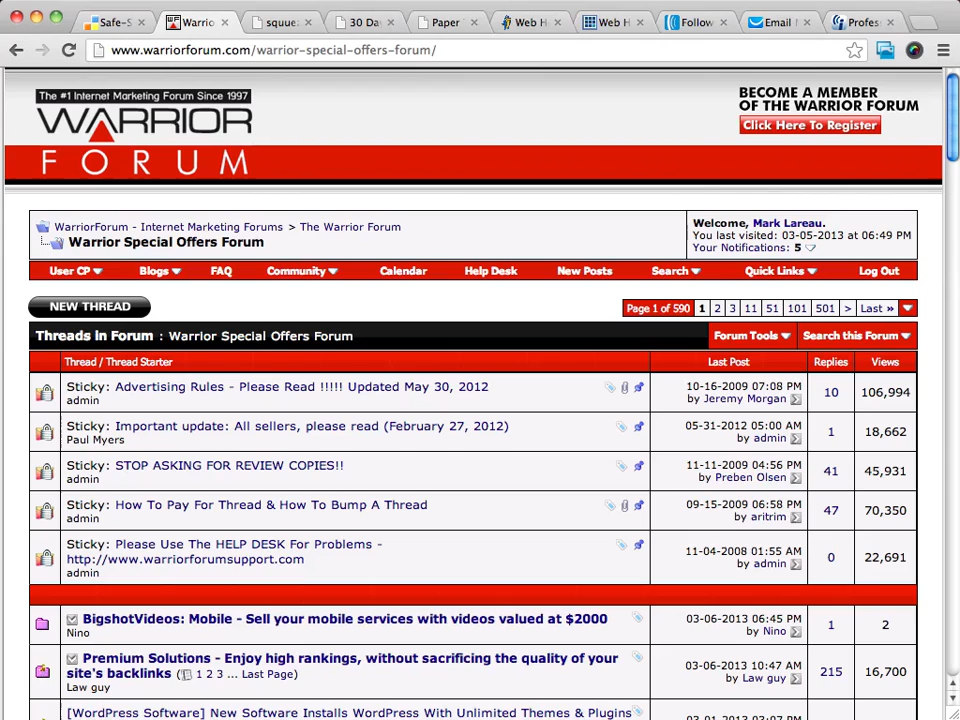 Safe-S
Warrio
squue
30 Da
Paper
Web H
Web H
Follow
Email
Profes
www.warriorforum.com/warrior-special-offers-forum/
The #1 Internet Marketing Forum Since 1997
WARRIOR
FORUM
BECOME A MEMBER
OF THE WARRIOR FORUM
Click Here To Register
WarriorForum - Internet Marketing Forums > The Warrior Forum
Warrior Special Offers Forum
Welcome, Mark Lareau.
You last visited: 03-05-2013 at 06:49 PM
Your Notifications: 5
User CP Blogs FAQ Community Calendar Help Desk New Posts Search Quick Links Log Out
NEW THREAD
Page 1 of 590 1 2 3 11 51 101 501 > Last »
Threads in Forum : Warrior Special Offers Forum
Forum Tools Search this Forum
Thread / Thread Starter Last Post Replies Views
Sticky: Advertising Rules - Please Read !!!!! Updated May 30, 2012
admin
10-16-2009 07:08 PM
by Jeremy Morgan
10 106,994
Sticky: Important update: All sellers, please read (February 27, 2012)
Paul Myers
05-31-2012 05:00 AM
by admin
1 18,662
Sticky: STOP ASKING FOR REVIEW COPIES!!
admin
11-11-2009 04:56 PM
by Preben Olsen
41 45,931
Sticky: How To Pay For Thread & How To Bump A Thread
admin
09-15-2009 06:58 PM
by aritrim
47 70,350
Sticky: Please Use The HELP DESK For Problems -
http://www.warriorforumsupport.com
admin
11-04-2008 01:55 AM
by admin
0 22,691
BigshotVideos: Mobile - Sell your mobile services with videos valued at $2000
Nino
03-06-2013 06:45 PM
by Nino
1 2
Premium Solutions - Enjoy high rankings, without sacrificing the quality of your
site's backlinks ( 1 2 3 ... Last Page)
Law guy
03-06-2013 10:47 AM
by Law guy
215 16,700
[WordPress Software] New Software Installs WordPress With Unlimited Themes & Plugins